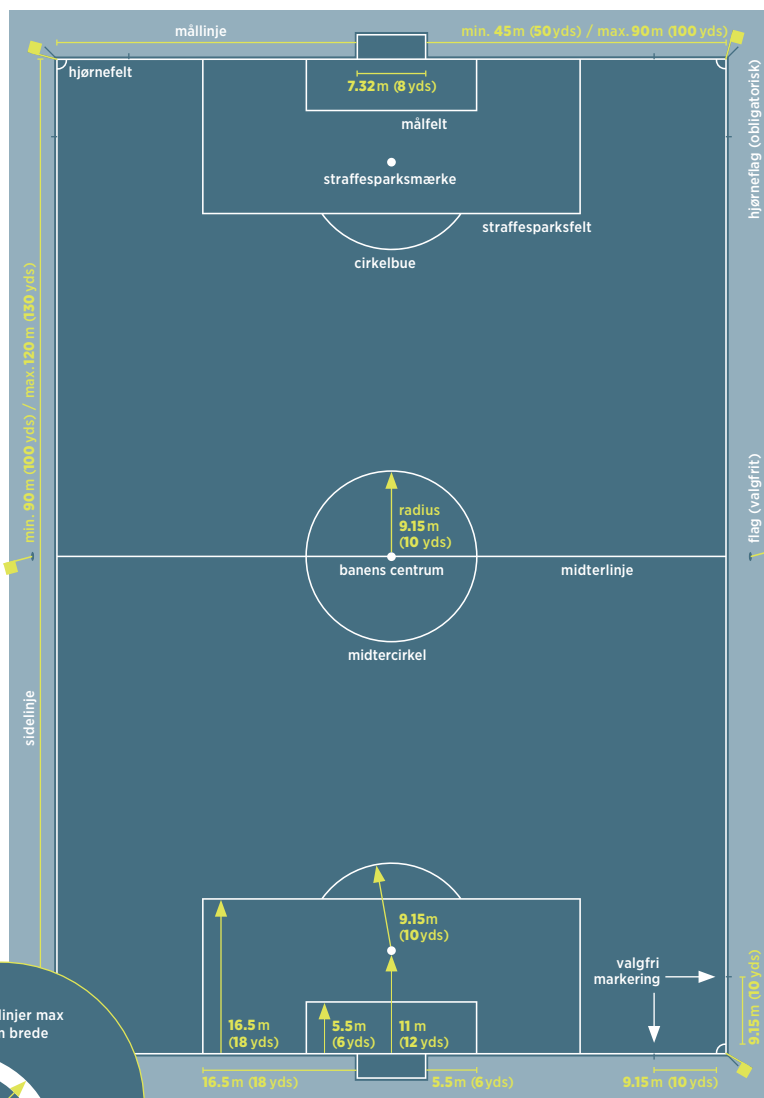 mållinje
min. 45 m (50 yds) / max. 90 m (100 yds)
hjørnefelt
7.32 m (8 yds)
målfelt
straffesparksmærke
straffesparksfelt
cirkelbue
hjørneflag (obligatorisk)
min. 90 m (100 yds) / max. 120 m (130 yds)
radius
9.15 m
(10 yds)
flag (valgfrit)
banens centrum
midterlinje
midtercirkel
sidelinje
9.15 m
(10 yds)
valgfri
markering
9.15 m (10 yds)
linjer max
brede
16.5 m
(18 yds)
5.5 m
(6 yds)
11 m
(12 yds)
16.5 m (18 yds)
5.5 m (6 yds)
9.15 m (10 yds)